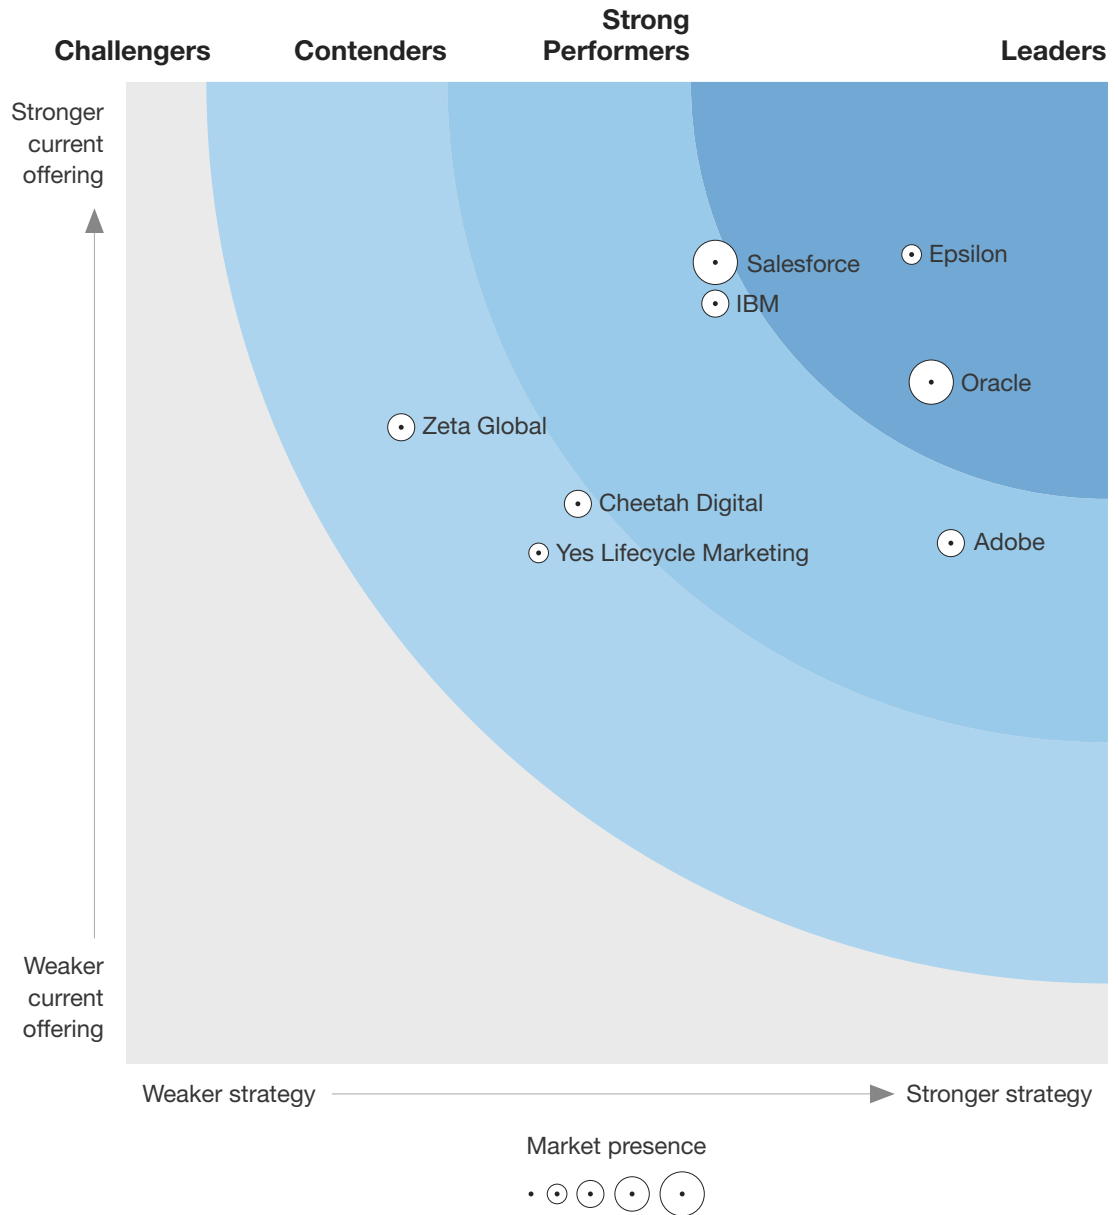 Challengers
Contenders
Strong
Performers
Leaders
Stronger
current
offering
Salesforce
Epsilon
IBM
Oracle
Zeta Global
Cheetah Digital
Adobe
Yes Lifecycle Marketing
Weaker
current
offering
Weaker strategy
Stronger strategy
Market presence